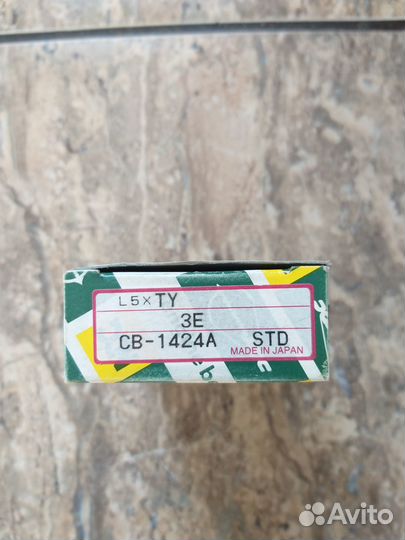 L5×TY
3E
CB-1424A STD
MADE IN JAPAN
Avito